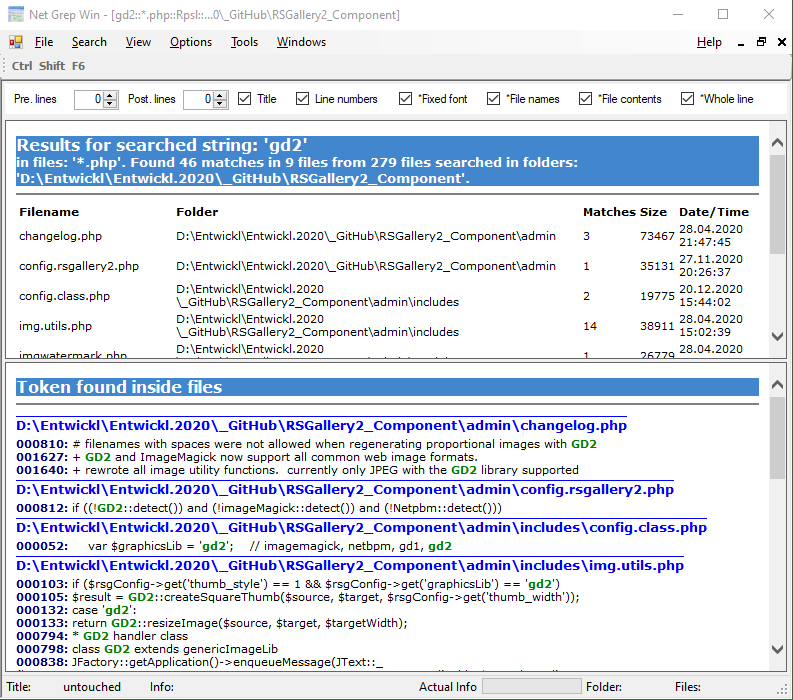 Net Grep Win - [gd2::*.php::Rpsl::...0\_GitHub\RSGallery2_Component]
File Search View Options Tools Windows Help
Ctrl Shift F6
Pre. lines 0 Post. lines 0 Title Line numbers *Fixed font *File names *File contents *Whole line
Results for searched string: 'gd2'
in files: '*.php'. Found 46 matches in 9 files from 279 files searched in folders:
'D:\Entwickl\Entwickl.2020\_GitHub\RSGallery2_Component'.
Filename Folder Matches Size Date/Time
changelog.php D:\Entwickl\Entwickl.2020\_GitHub\RSGallery2_Component\admin 3 73467 28.04.2020
21:47:45
config.rsgallery2.php D:\Entwickl\Entwickl.2020\_GitHub\RSGallery2_Component\admin 1 35131 27.11.2020
20:26:37
config.class.php D:\Entwickl\Entwickl.2020
\_GitHub\RSGallery2_Component\admin\includes 2 19775 20.12.2020
15:44:02
img.utils.php D:\Entwickl\Entwickl.2020
\_GitHub\RSGallery2_Component\admin\includes 14 38911 28.04.2020
15:02:39
imgwatermark.php D:\Entwickl\Entwickl.2020 1 26779 28.04.2020
Token found inside files
D:\Entwickl\Entwickl.2020\_GitHub\RSGallery2_Component\admin\changelog.php
000810: # filenames with spaces were not allowed when regenerating proportional images with GD2
001627: + GD2 and ImageMagick now support all common web image formats.
001640: + rewrote all image utility functions.  currently only JPEG with the GD2 library supported
D:\Entwickl\Entwickl.2020\_GitHub\RSGallery2_Component\admin\config.rsgallery2.php
000812: if ((!GD2::detect()) and (!imageMagick::detect()) and (!Netpbm::detect()))
D:\Entwickl\Entwickl.2020\_GitHub\RSGallery2_Component\admin\includes\config.class.php
000052:     var $graphicsLib = 'gd2';    // imagemagick, netbpm, gd1, gd2
D:\Entwickl\Entwickl.2020\_GitHub\RSGallery2_Component\admin\includes\img.utils.php
000103: if ($rsgConfig->get('thumb_style') == 1 && $rsgConfig->get('graphicsLib') == 'gd2')
000105: $result = GD2::createSquareThumb($source, $target, $rsgConfig->get('thumb_width'));
000132: case 'gd2':
000133: return GD2::resizeImage($source, $target, $targetWidth);
000794: * GD2 handler class
000798: class GD2 extends genericImageLib
000838: JFactory::getApplication()->enqueueMessage(JText::_
Title: untouched Info: Actual Info Folder: Files: